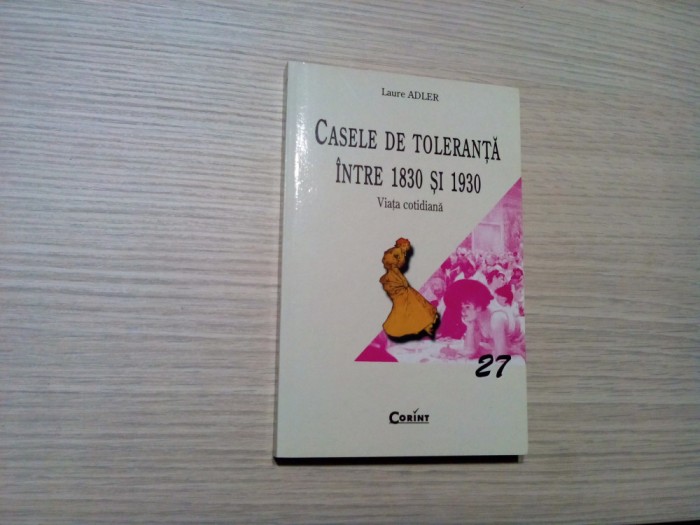 Laure ADLER
CASELE DE TOLERANȚĂ
ÎNTRE 1830 ȘI 1930
Viața cotidiană
27
CORINT